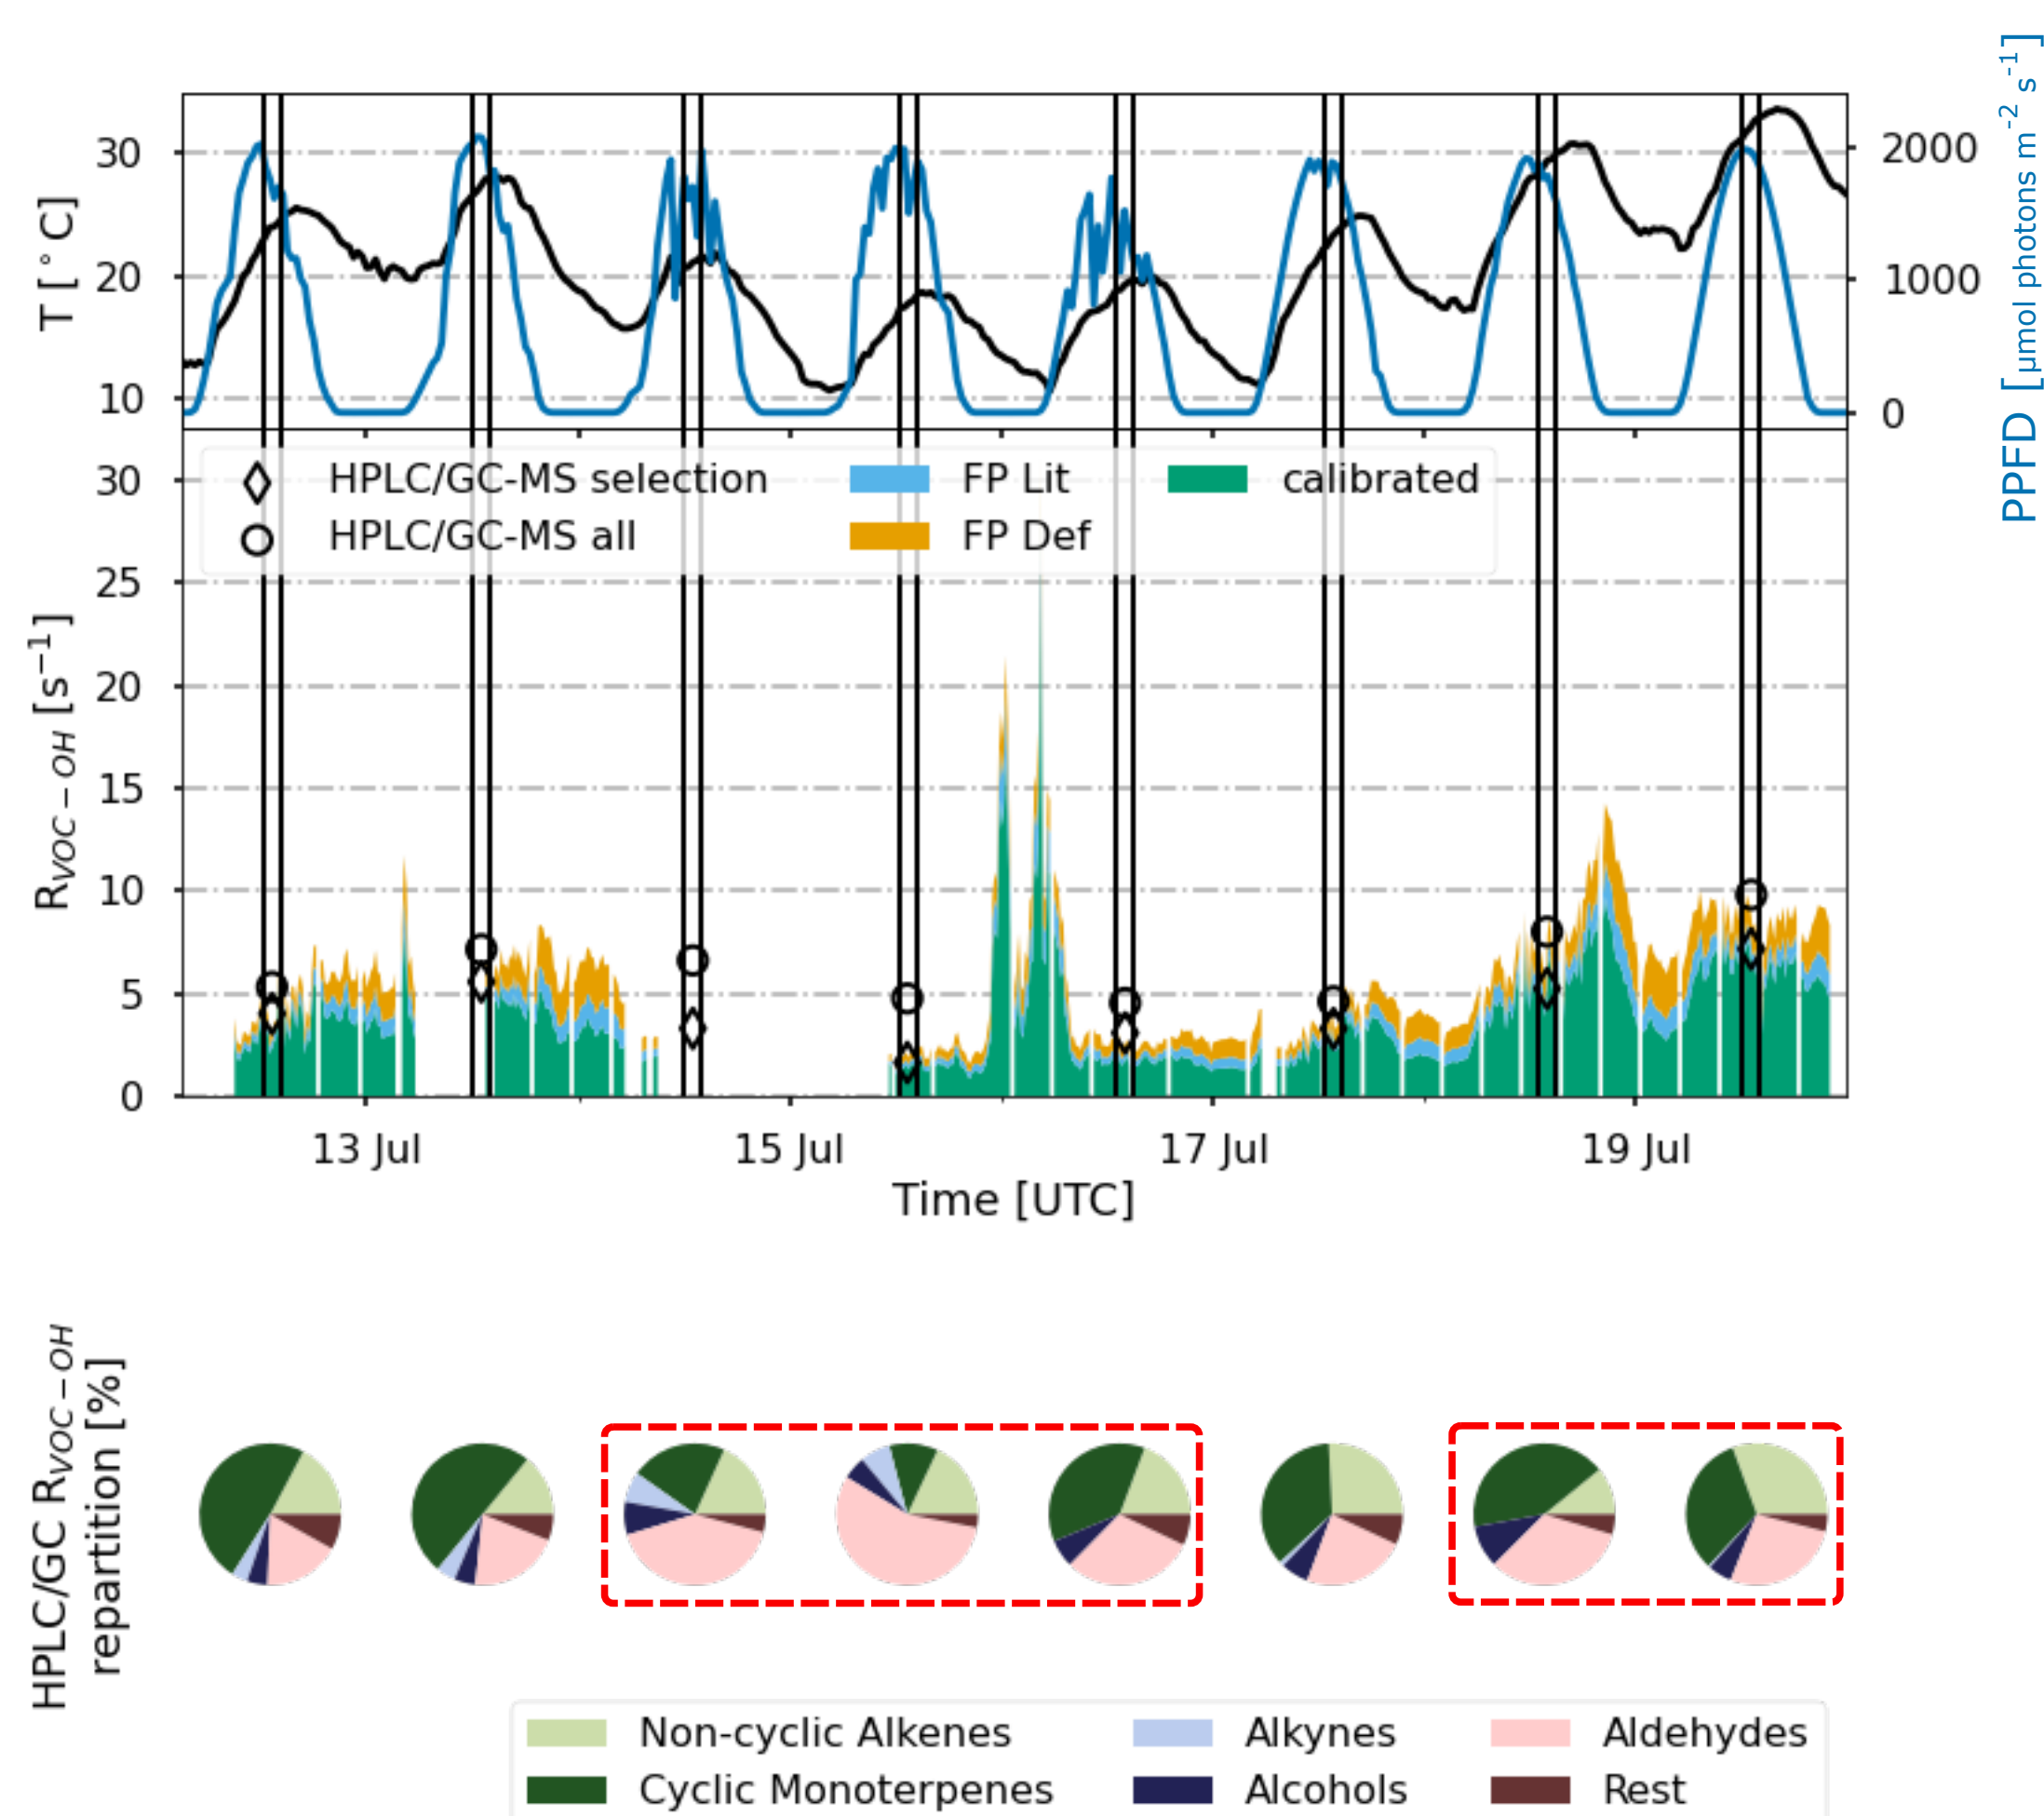 T [°C]
30
20
10
2000
1000
0
PPFD [μmol photons m⁻² s⁻¹]
HPLC/GC-MS selection
HPLC/GC-MS all
FP Lit
FP Def
calibrated
R_VOC−OH [s⁻¹]
30
25
20
15
10
5
0
13 Jul
15 Jul
17 Jul
19 Jul
Time [UTC]
HPLC/GC R_VOC−OH
repartition [%]
Non-cyclic Alkenes
Cyclic Monoterpenes
Alkynes
Alcohols
Aldehydes
Rest